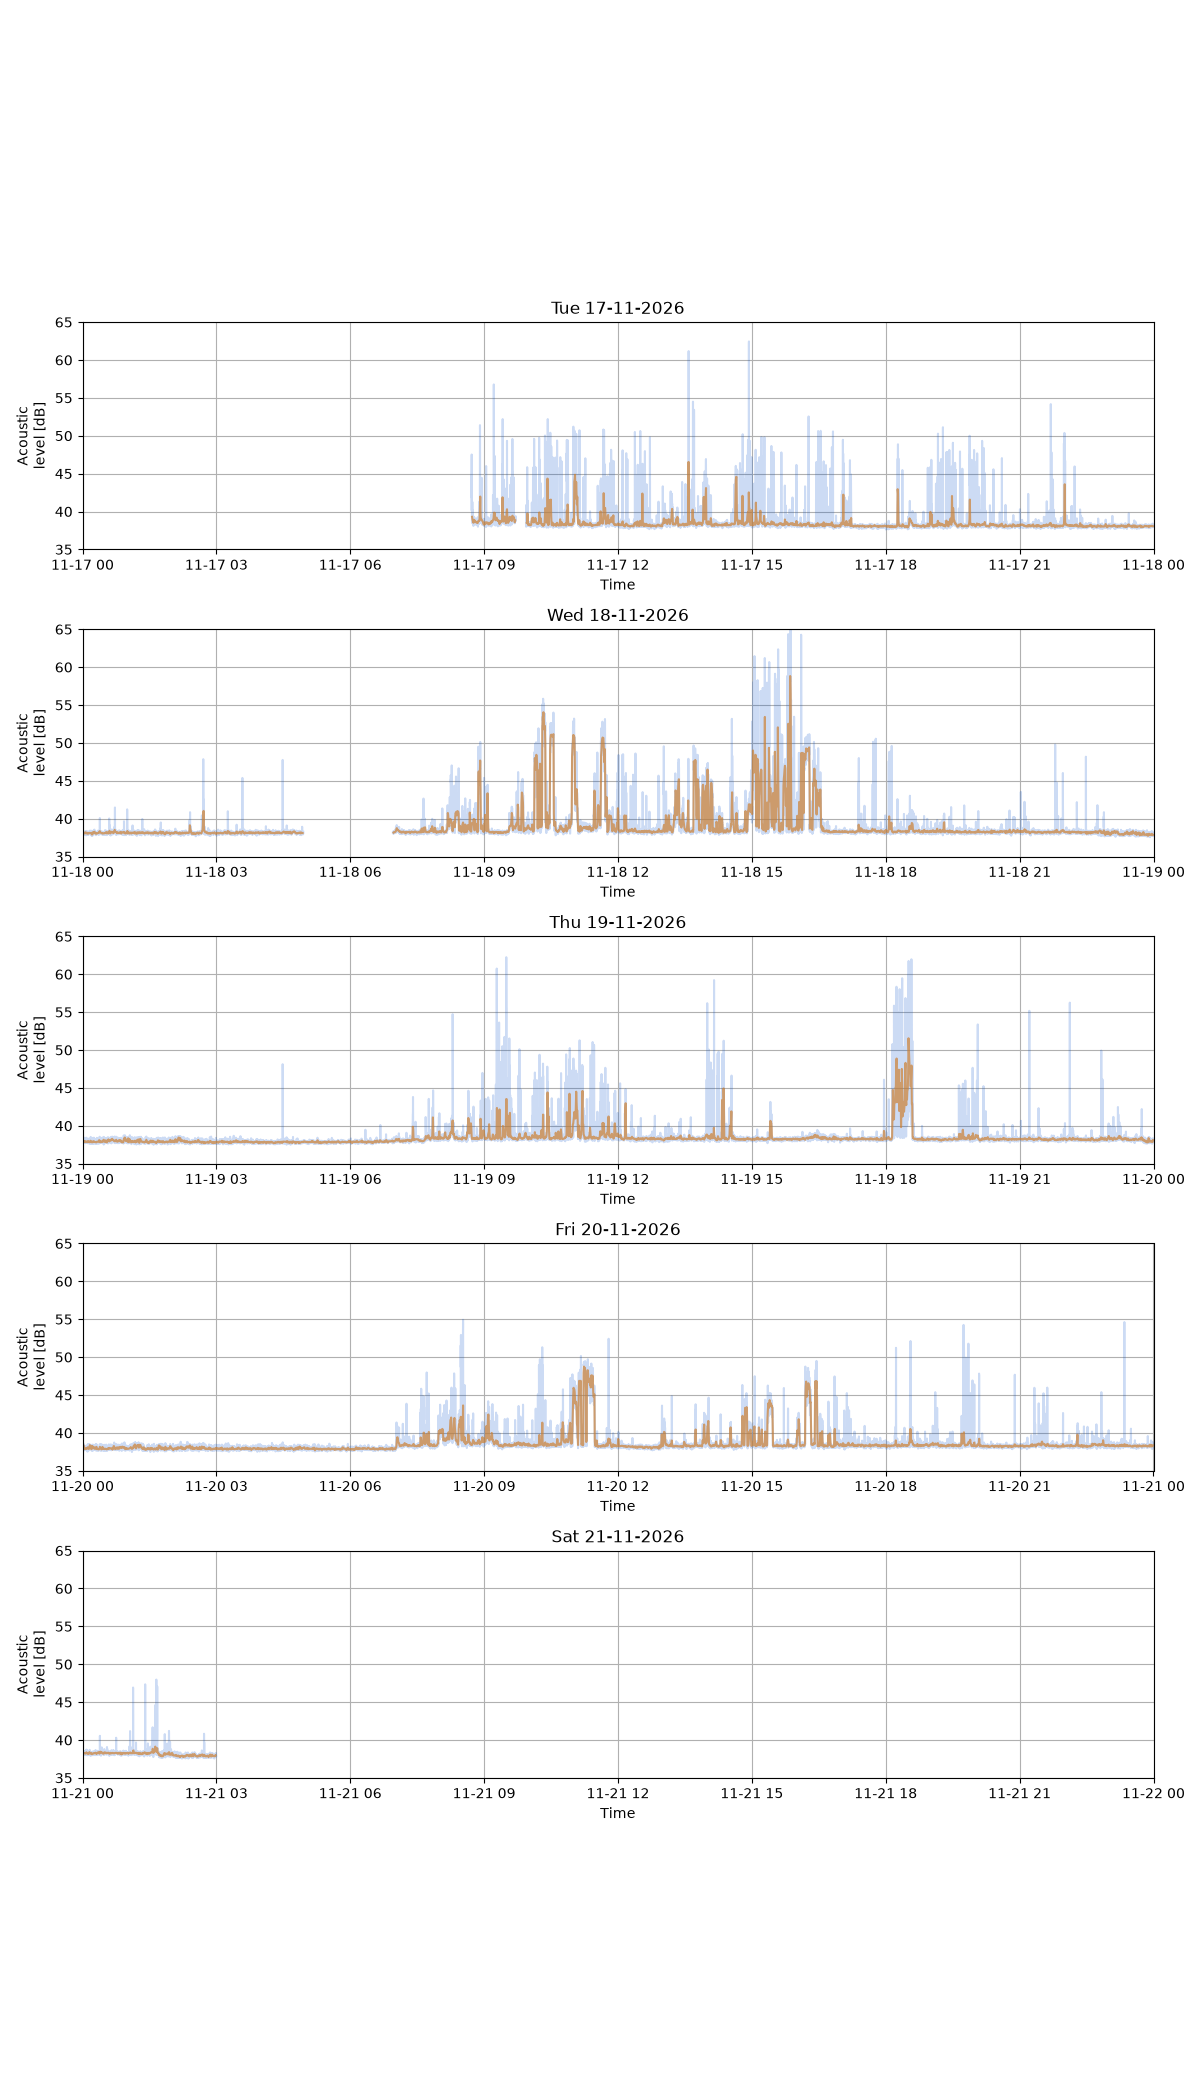 Tue 17-11-2026
65
60
55
50
45
40
35
Acoustic
level [dB]
11-17 00 11-17 03 11-17 06 11-17 09 11-17 12 11-17 15 11-17 18 11-17 21 11-18 00
Time
Wed 18-11-2026
65
60
55
50
45
40
35
Acoustic
level [dB]
11-18 00 11-18 03 11-18 06 11-18 09 11-18 12 11-18 15 11-18 18 11-18 21 11-19 00
Time
Thu 19-11-2026
65
60
55
50
45
40
35
Acoustic
level [dB]
11-19 00 11-19 03 11-19 06 11-19 09 11-19 12 11-19 15 11-19 18 11-19 21 11-20 00
Time
Fri 20-11-2026
65
60
55
50
45
40
35
Acoustic
level [dB]
11-20 00 11-20 03 11-20 06 11-20 09 11-20 12 11-20 15 11-20 18 11-20 21 11-21 00
Time
Sat 21-11-2026
65
60
55
50
45
40
35
Acoustic
level [dB]
11-21 00 11-21 03 11-21 06 11-21 09 11-21 12 11-21 15 11-21 18 11-21 21 11-22 00
Time